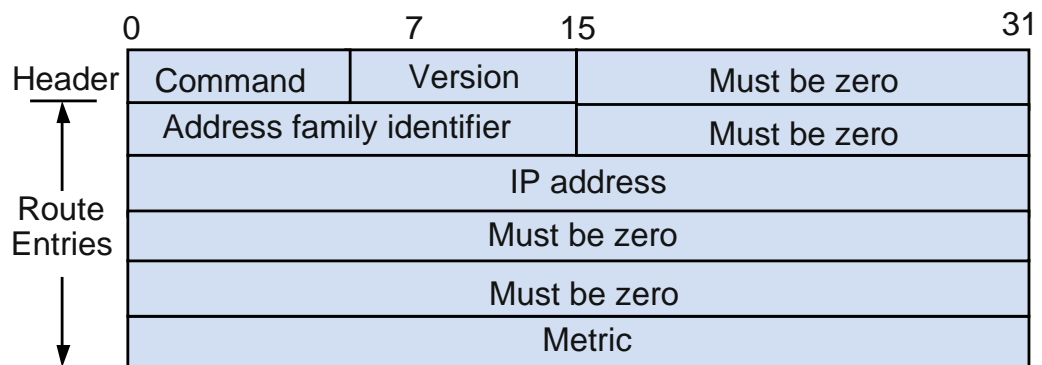 0 7 15 31
Header Command Version Must be zero
Address family identifier Must be zero
IP address
Route
Entries
Must be zero
Must be zero
Metric